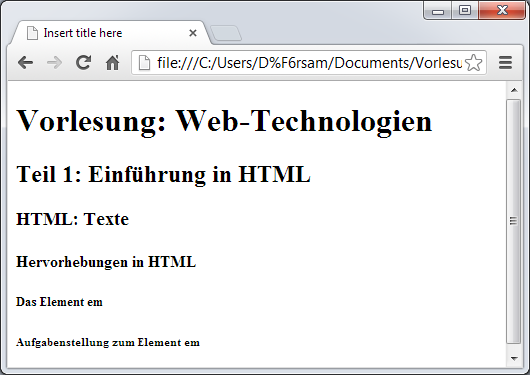 Insert title here
file:///C:/Users/D%F6rsam/Documents/Vorlesu
Vorlesung: Web-Technologien
Teil 1: Einführung in HTML
HTML: Texte
Hervorhebungen in HTML
Das Element em
Aufgabenstellung zum Element em